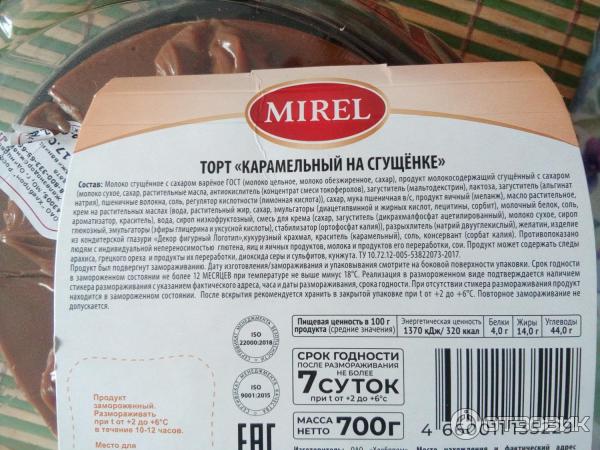 MIREL
ТОРТ «КАРАМЕЛЬНЫЙ НА СГУЩЁНКЕ»
Состав: Молоко сгущённое с сахаром варёное ГОСТ (молоко цельное, молоко обезжиренное, сахар), продукт молокосодержащий сгущённый с сахаром
(молоко сухое, сахар, растительные масла, антиокислитель (концентрат смеси токоферолов), загуститель (мальтодекстрин), лактоза, загуститель (альгинат
натрия), пшеничные волокна, соль, регулятор кислотности (лимонная кислота)), сахар, мука пшеничная в/с, продукт яичный (меланж), масло растительное,
крем на растительных маслах (вода, растительный жир, сахар, эмульгаторы (диацетилвинной и жирных кислот, лецитины, сорбит), молочный белок, соль,
ароматизатор, краситель), вода, сироп низкофруктозный, смесь для крема (сахар, загуститель (дикрахмалфосфат ацетилированный), молоко сухое, сироп
глюкозный, эмульгаторы (эфиры глицерина и уксусной кислоты), стабилизатор (ортофосфат калия)), разрыхлитель (натрий двууглекислый), желатин, изделие
из кондитерской глазури «Декор фигурный Логотип», кукурузный крахмал, краситель (карамельный), соль, консервант (сорбат калия). Противопоказано
людям с индивидуальной непереносимостью глютена, яиц и яичных продуктов, молока и продуктов его переработки, сои. Продукт может содержать следы
арахиса, грецкого ореха и продукты их переработки, диоксида серы и сульфитов, кунжута. ТУ 10.72.12-005-53822073-2017.
Продукт был подвергнут замораживанию. Дату изготовления/замораживания и упаковывания смотрите на боковой поверхности упаковки. Срок годности
в замороженном состоянии не более 12 МЕСЯЦЕВ при температуре не выше минус 18°С. Реализация в размороженном виде подтверждается наличием
стикера размораживания с указанием фактического адреса, часа и даты размораживания, срока годности. При отсутствии стикера размораживания продукт
находится в замороженном состоянии. После вскрытия рекомендуется хранить в закрытой упаковке при t от +2 до +6°С. Повторное замораживание не
допускается.
Пищевая ценность в 100 г продукта (средние значения)
Энергетическая ценность 1370 кДж/ 320 ккал
Белки 4,0 г
Жиры 14,0 г
Углеводы 44,0 г
СИСТЕМА МЕНЕДЖМЕНТА БЕЗОПАСНОСТИ
ISO
22000:2018
СЕРТИФИКАТ МЕНЕДЖМЕНТА КАЧЕСТВА
ISO
9001:2015
СРОК ГОДНОСТИ
ПОСЛЕ РАЗМОРАЖИВАНИЯ
НЕ БОЛЕЕ
7 СУТОК
при t от +2 до +6°С
МАССА
НЕТТО
700г
EAC
Продукт
замороженный.
Размораживать
при t от +2 до +6°С
в течение 10-12 часов.
Место для
ОТЗОВИК